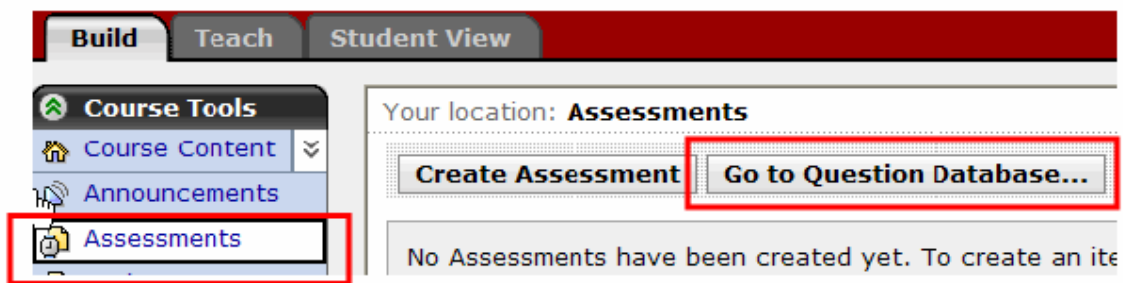 Build Teach Student View
Course Tools
Course Content
Announcements
Assessments
Your location: Assessments
Create Assessment Go to Question Database...
No Assessments have been created yet. To create an ite